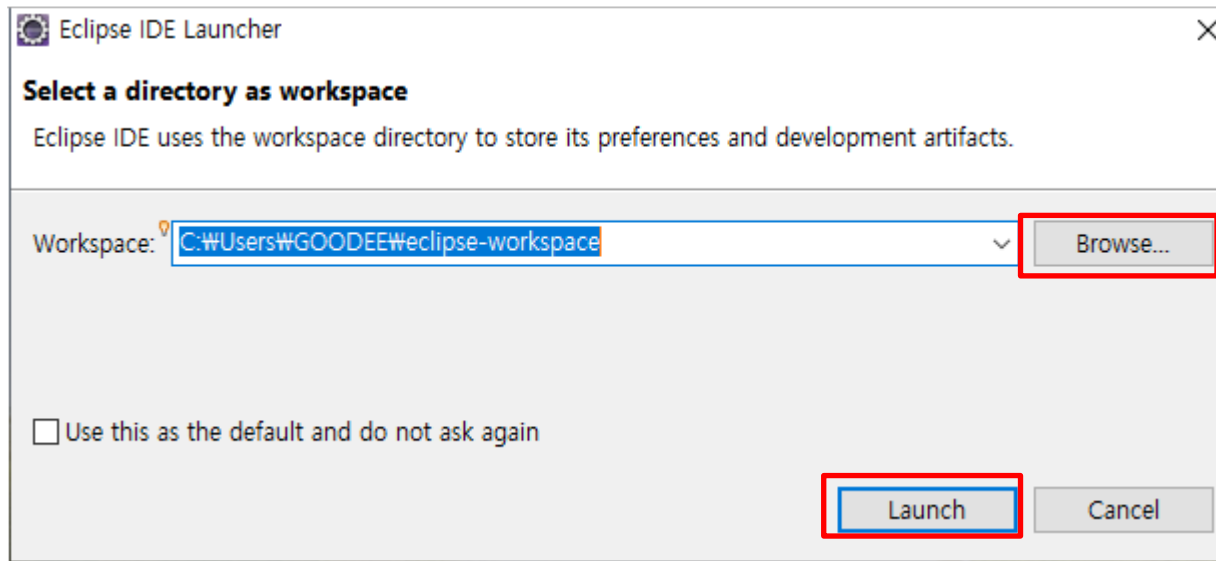 Eclipse IDE Launcher
Select a directory as workspace
Eclipse IDE uses the workspace directory to store its preferences and development artifacts.
Workspace: C:₩Users₩GOODEE₩eclipse-workspace Browse...
Use this as the default and do not ask again
Launch Cancel